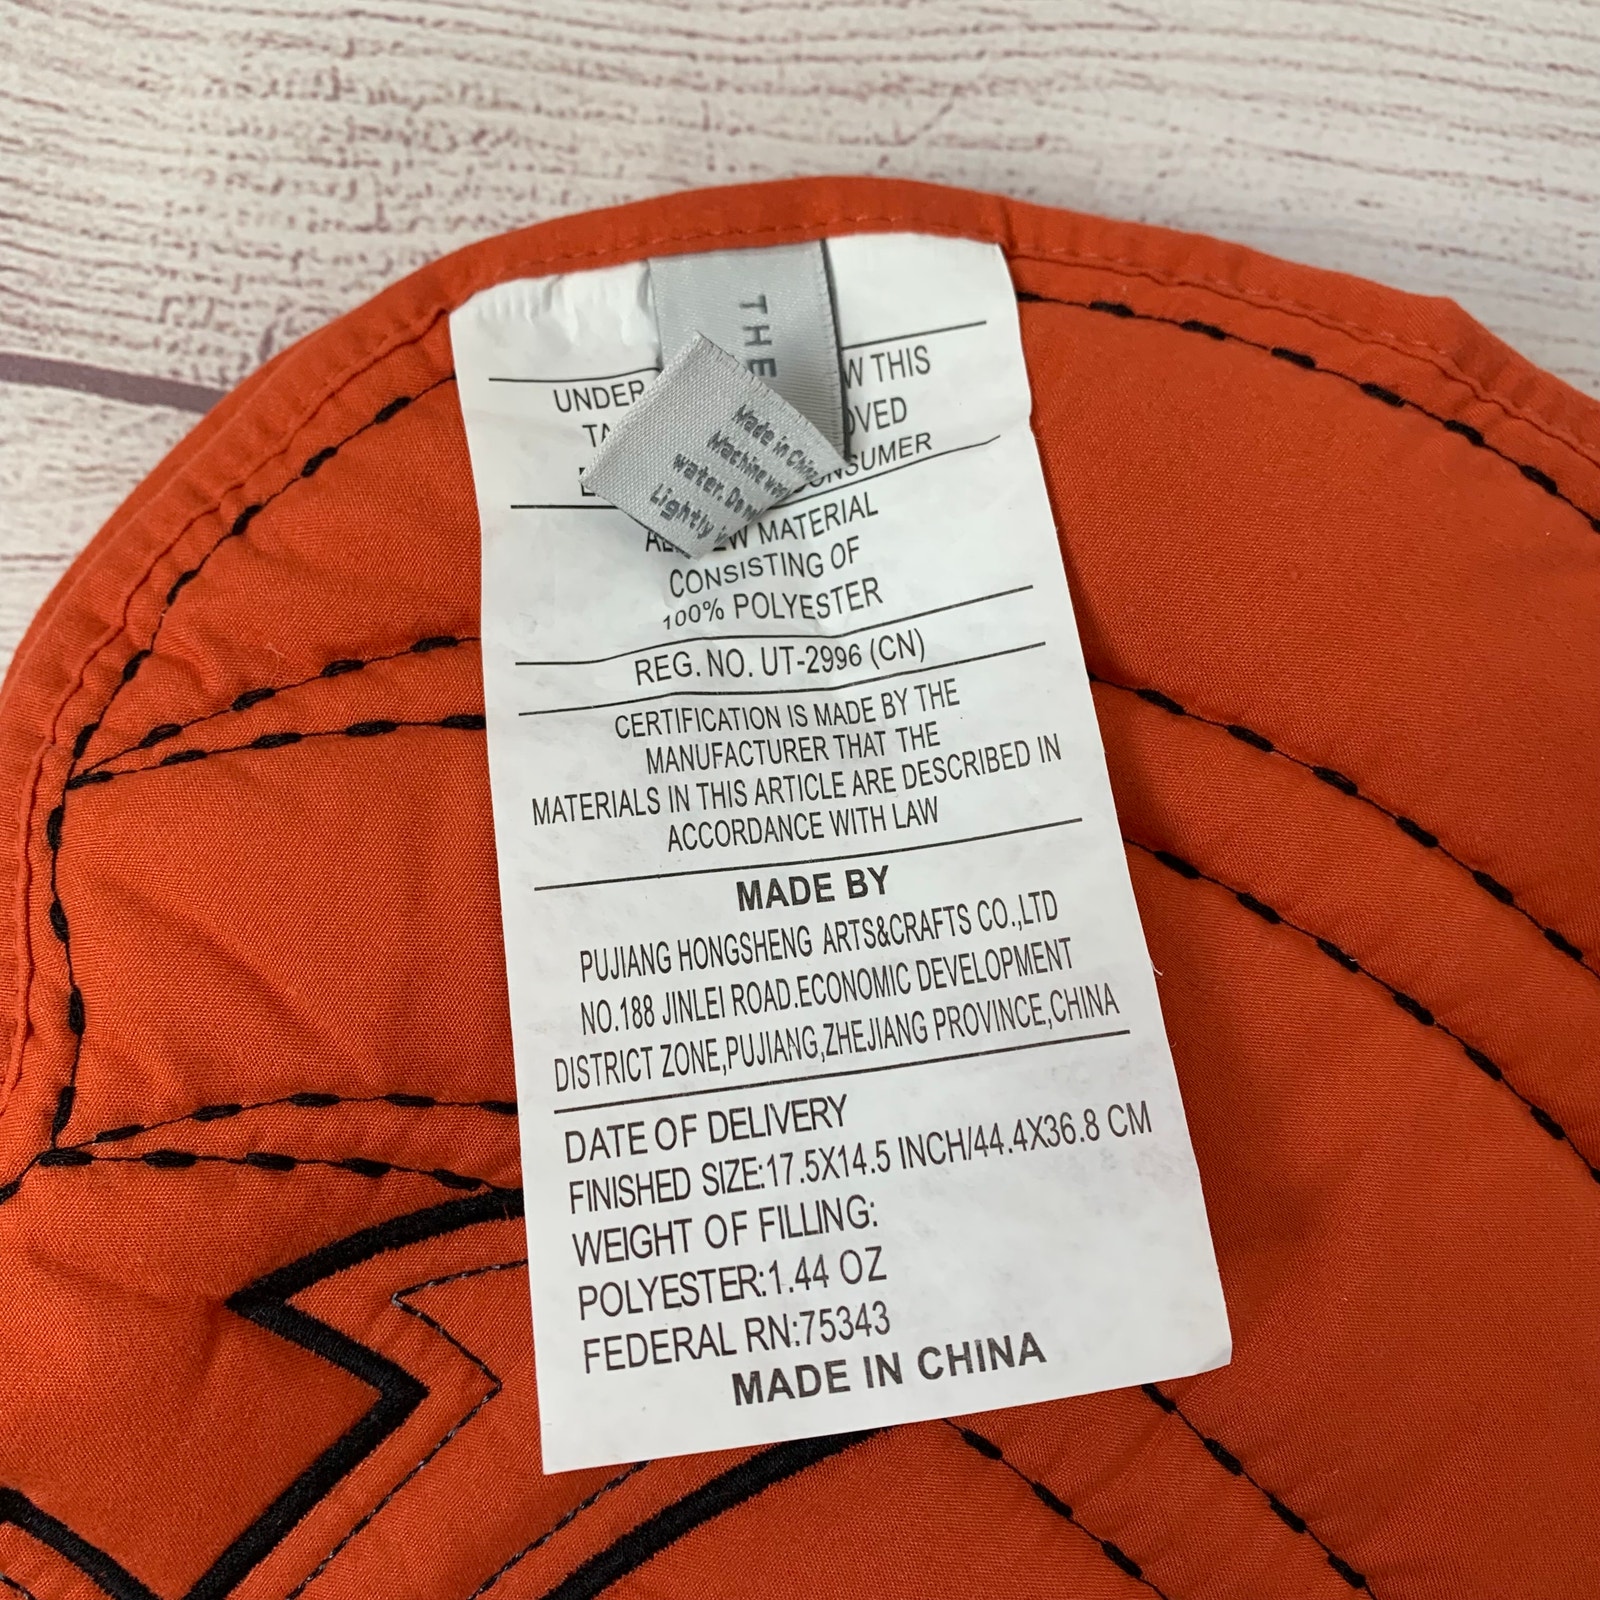 THE
Made in China
Machine
water. Do
Lightly
UNDER THIS
CONSUMER
MATERIAL
CONSISTING OF
100% POLYESTER
REG. NO. UT-2996 (CN)
CERTIFICATION IS MADE BY THE
MANUFACTURER THAT THE
MATERIALS IN THIS ARTICLE ARE DESCRIBED IN
ACCORDANCE WITH LAW
MADE BY
PUJIANG HONGSHENG ARTS&CRAFTS CO.,LTD
NO.188 JINLEI ROAD.ECONOMIC DEVELOPMENT
DISTRICT ZONE,PUJIANG,ZHEJIANG PROVINCE,CHINA
DATE OF DELIVERY
FINISHED SIZE:17.5X14.5 INCH/44.4X36.8 CM
WEIGHT OF FILLING:
POLYESTER:1.44 OZ
FEDERAL RN:75343
MADE IN CHINA